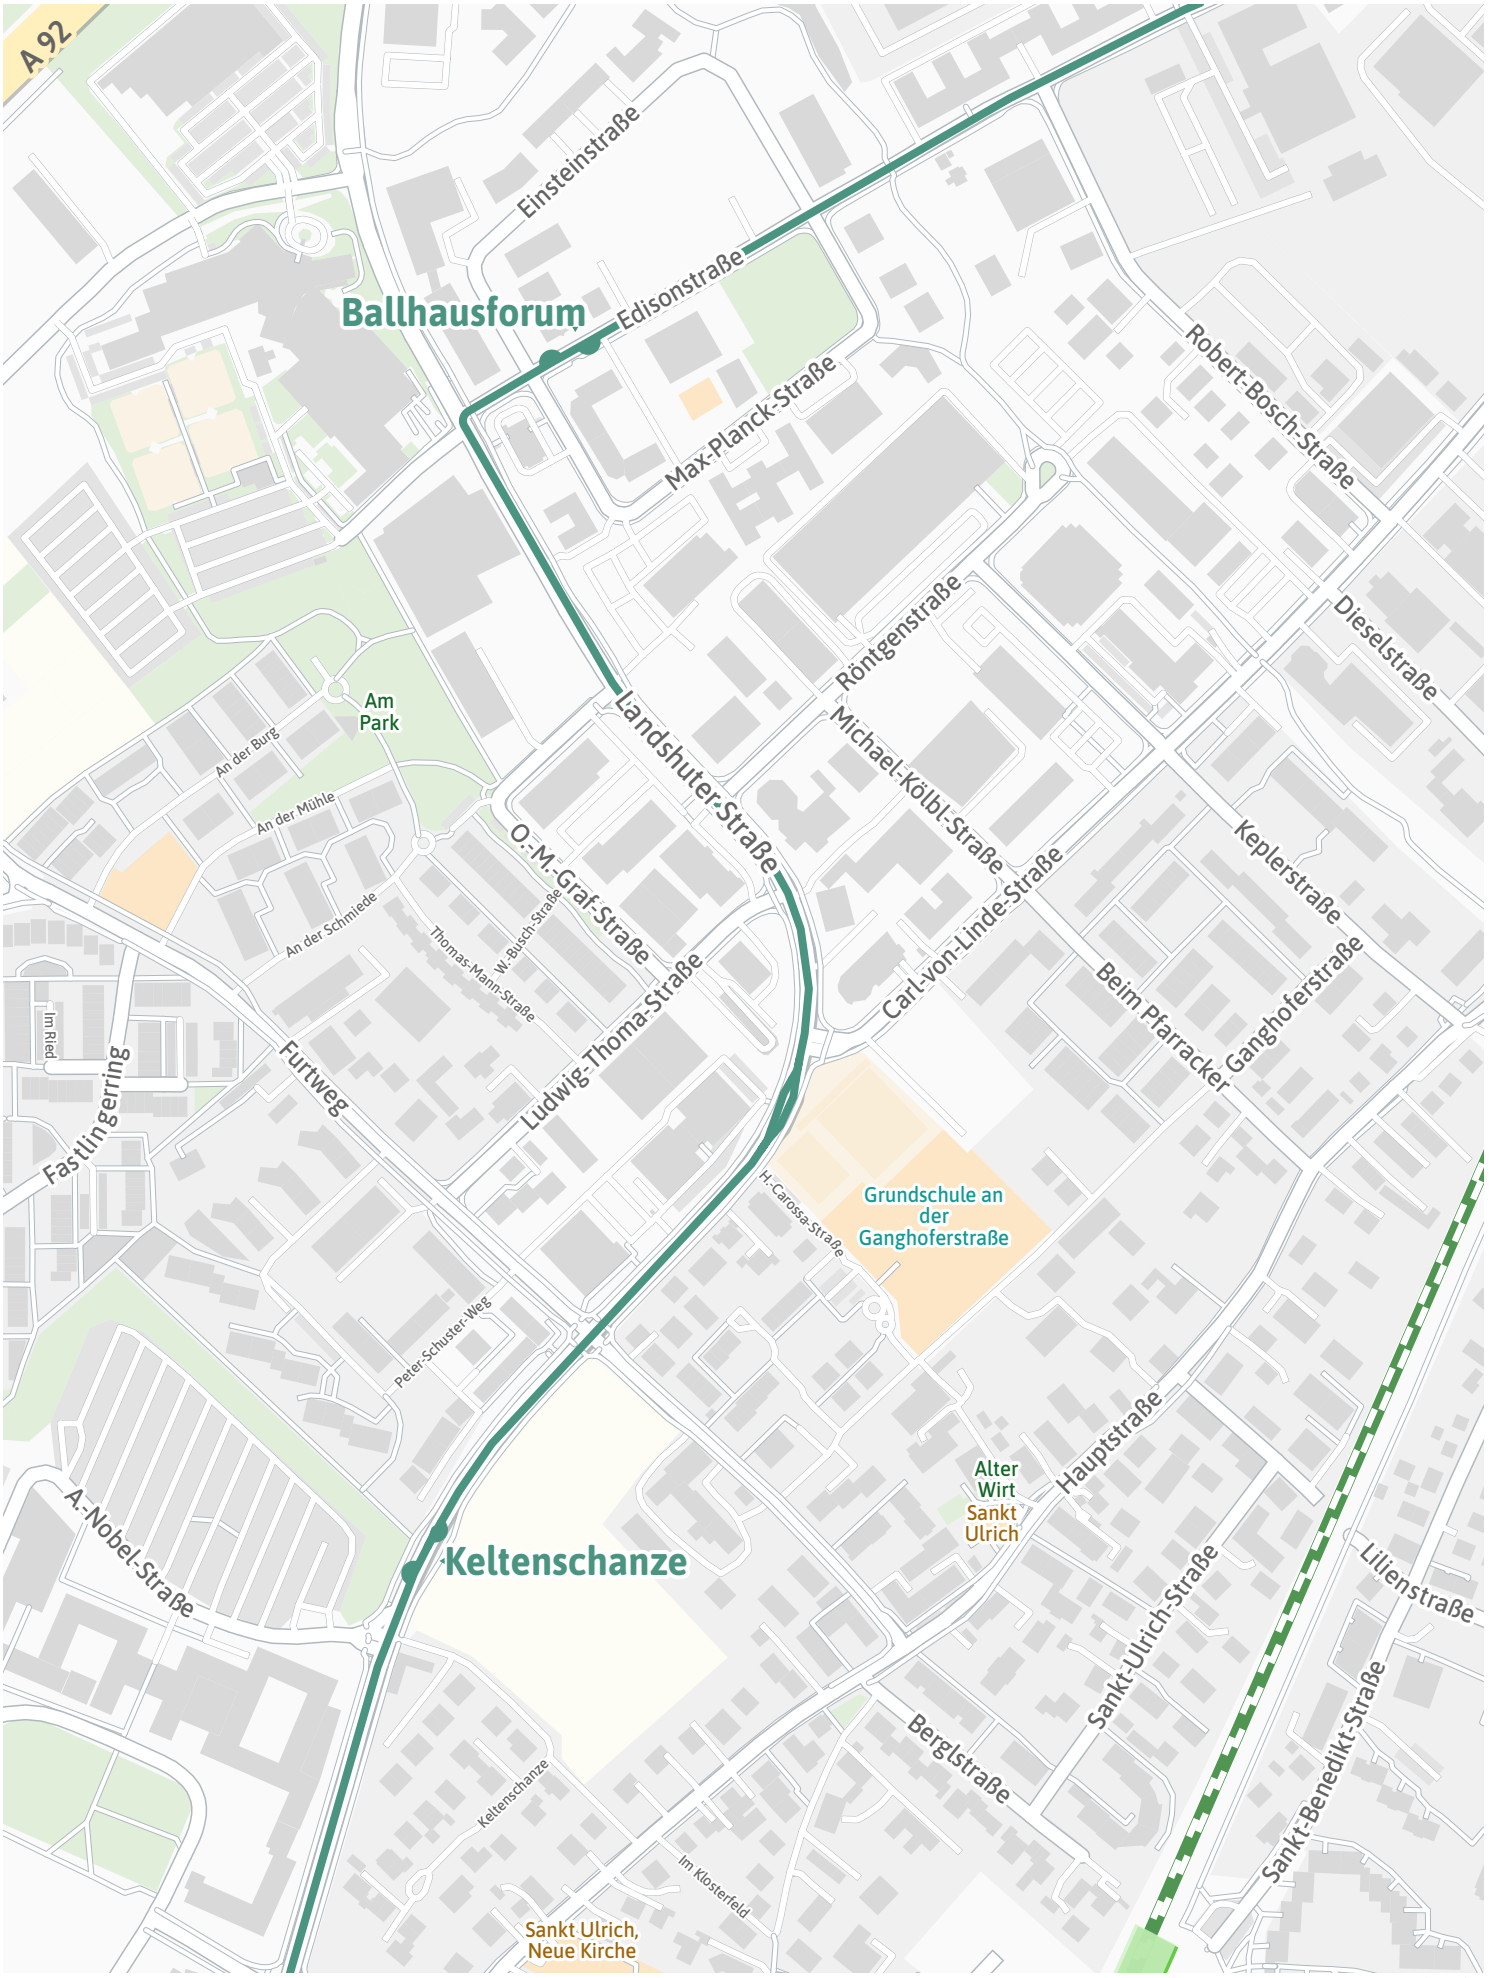 A 92
Einsteinstraße
Edisonstraße
Ballhausforum
Robert-Bosch-Straße
Max-Planck-Straße
Röntgenstraße
Dieselstraße
Am
Park
An der Burg
Landshuter Straße
Michael-Kölbl-Straße
An der Mühle
O.-M.-Graf-Straße
Keplerstraße
An der Schmiede
W.-Busch-Straße
Thomas-Mann-Straße
Carl-von-Linde-Straße
Ganghoferstraße
Beim Pfarracker
Im Ried
Ludwig-Thoma-Straße
Furtweg
Fastlingerring
H.-Carossa-Straße
Grundschule an
der
Ganghoferstraße
Peter-Schuster-Weg
Hauptstraße
Alter
Wirt
Sankt
Ulrich
A.-Nobel-Straße
Keltenschanze
Lilienstraße
Sankt-Ulrich-Straße
Sankt-Benedikt-Straße
Berglstraße
Keltenschanze
Im Klosterfeld
Sankt Ulrich,
Neue Kirche